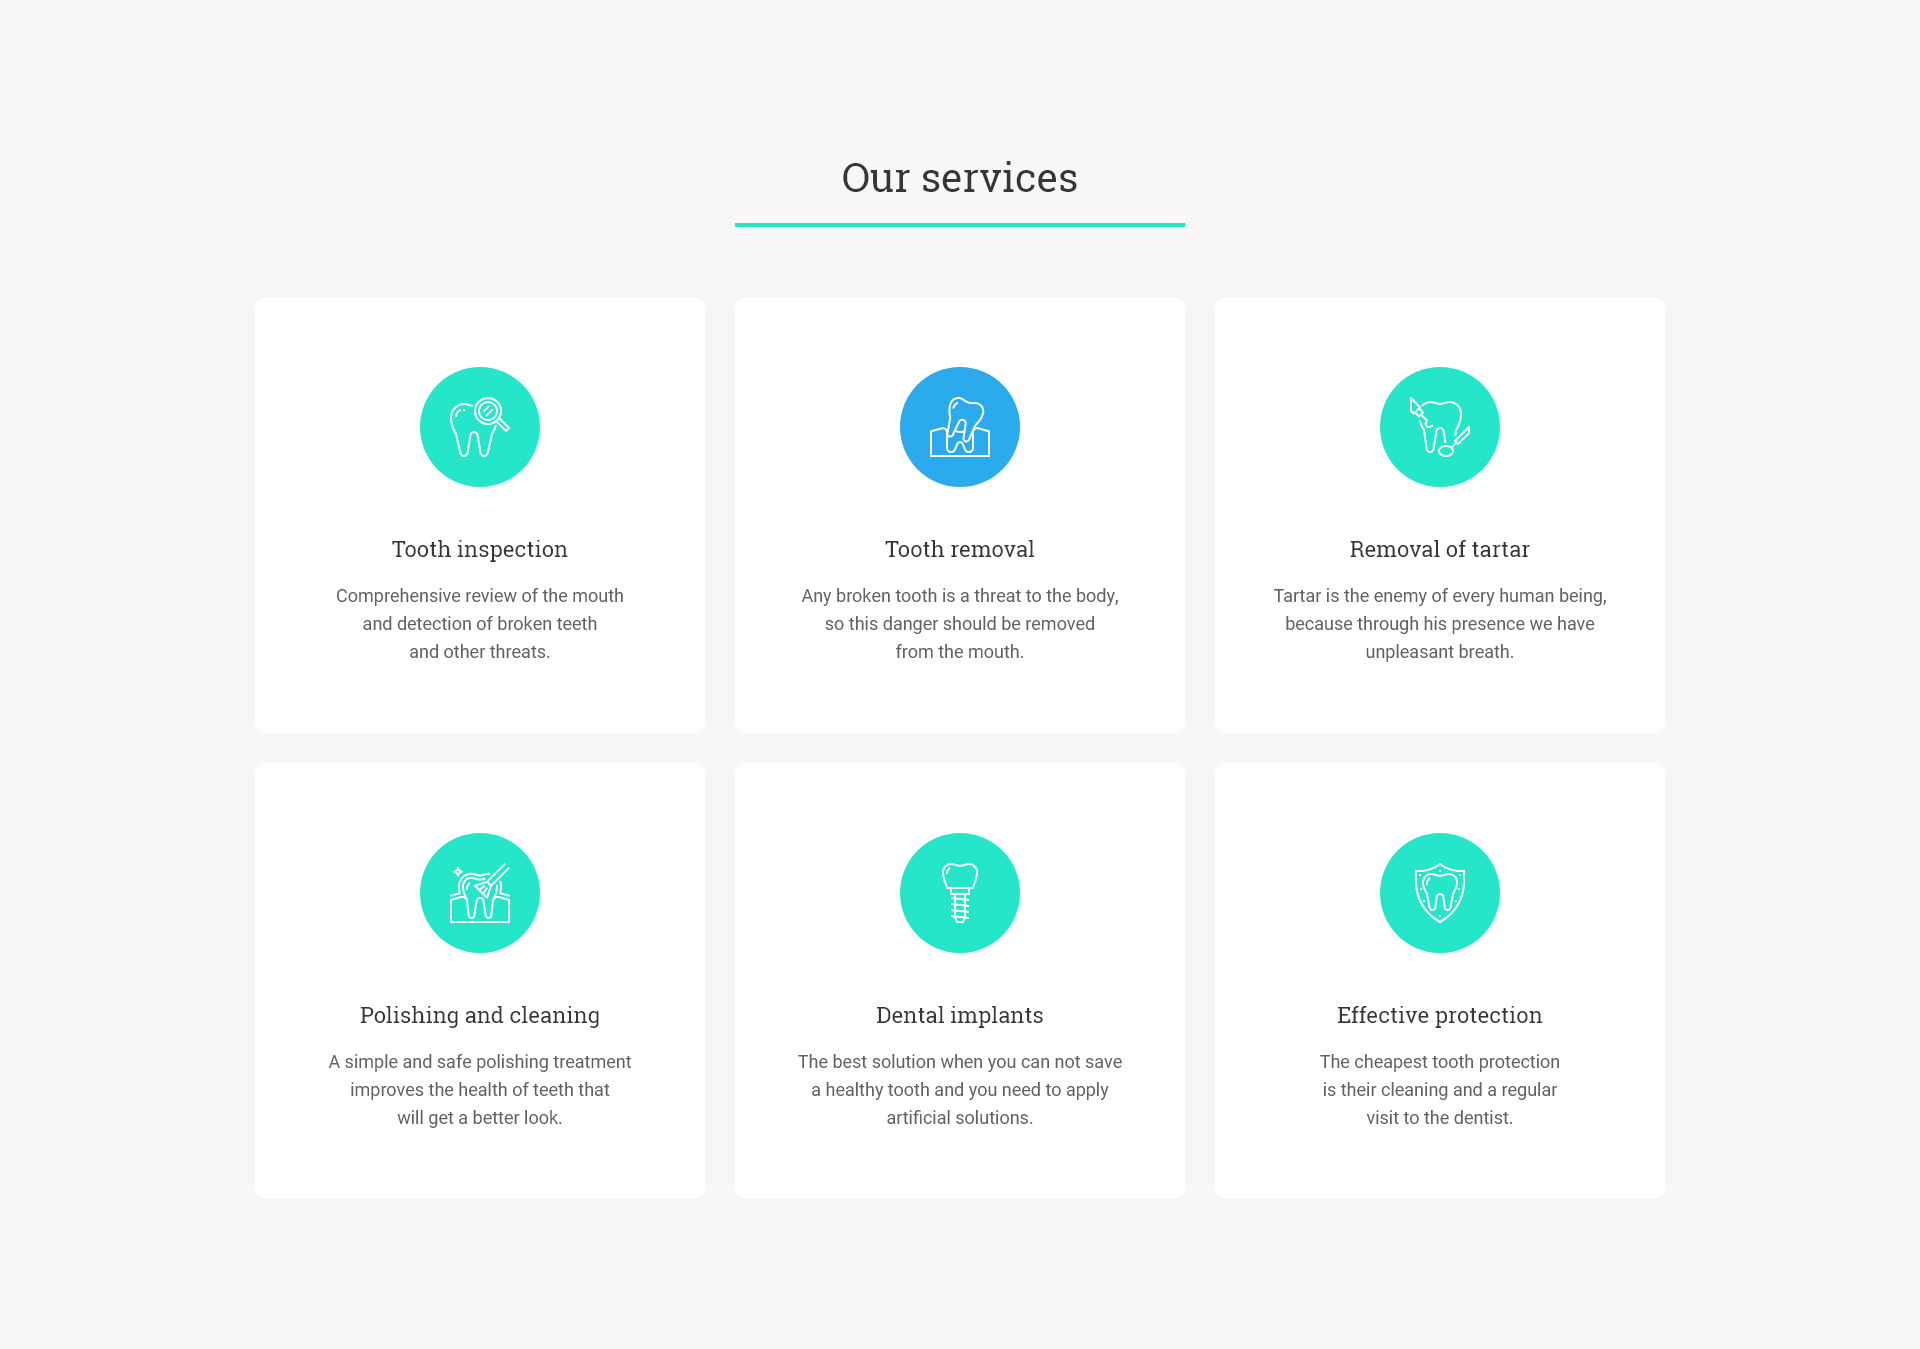 Our services
Tooth inspection
Comprehensive review of the mouth
and detection of broken teeth
and other threats.
Tooth removal
Any broken tooth is a threat to the body,
so this danger should be removed
from the mouth.
Removal of tartar
Tartar is the enemy of every human being,
because through his presence we have
unpleasant breath.
Polishing and cleaning
A simple and safe polishing treatment
improves the health of teeth that
will get a better look.
Dental implants
The best solution when you can not save
a healthy tooth and you need to apply
artificial solutions.
Effective protection
The cheapest tooth protection
is their cleaning and a regular
visit to the dentist.